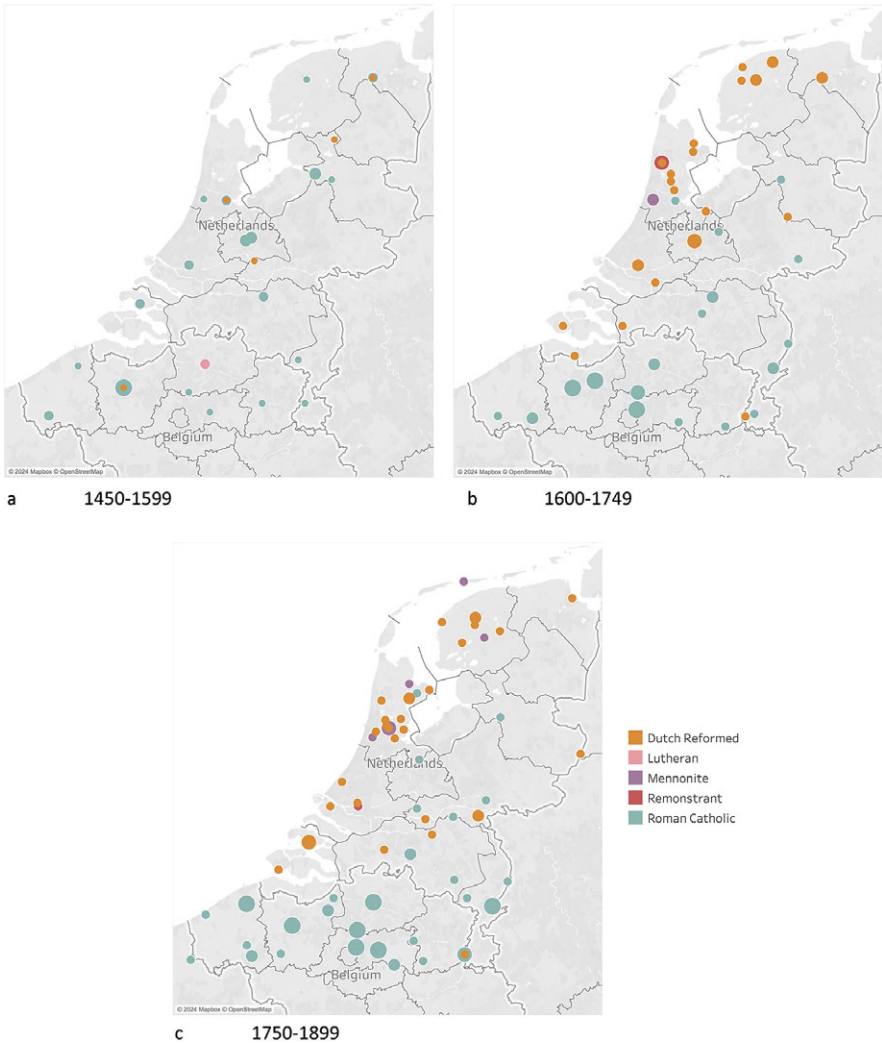 Netherlands
Belgium
© 2024 Mapbox © OpenStreetMap
a 1450-1599
Netherlands
Belgium
© 2024 Mapbox © OpenStreetMap
b 1600-1749
Netherlands
Belgium
© 2024 Mapbox © OpenStreetMap
c 1750-1899
Dutch Reformed
Lutheran
Mennonite
Remonstrant
Roman Catholic